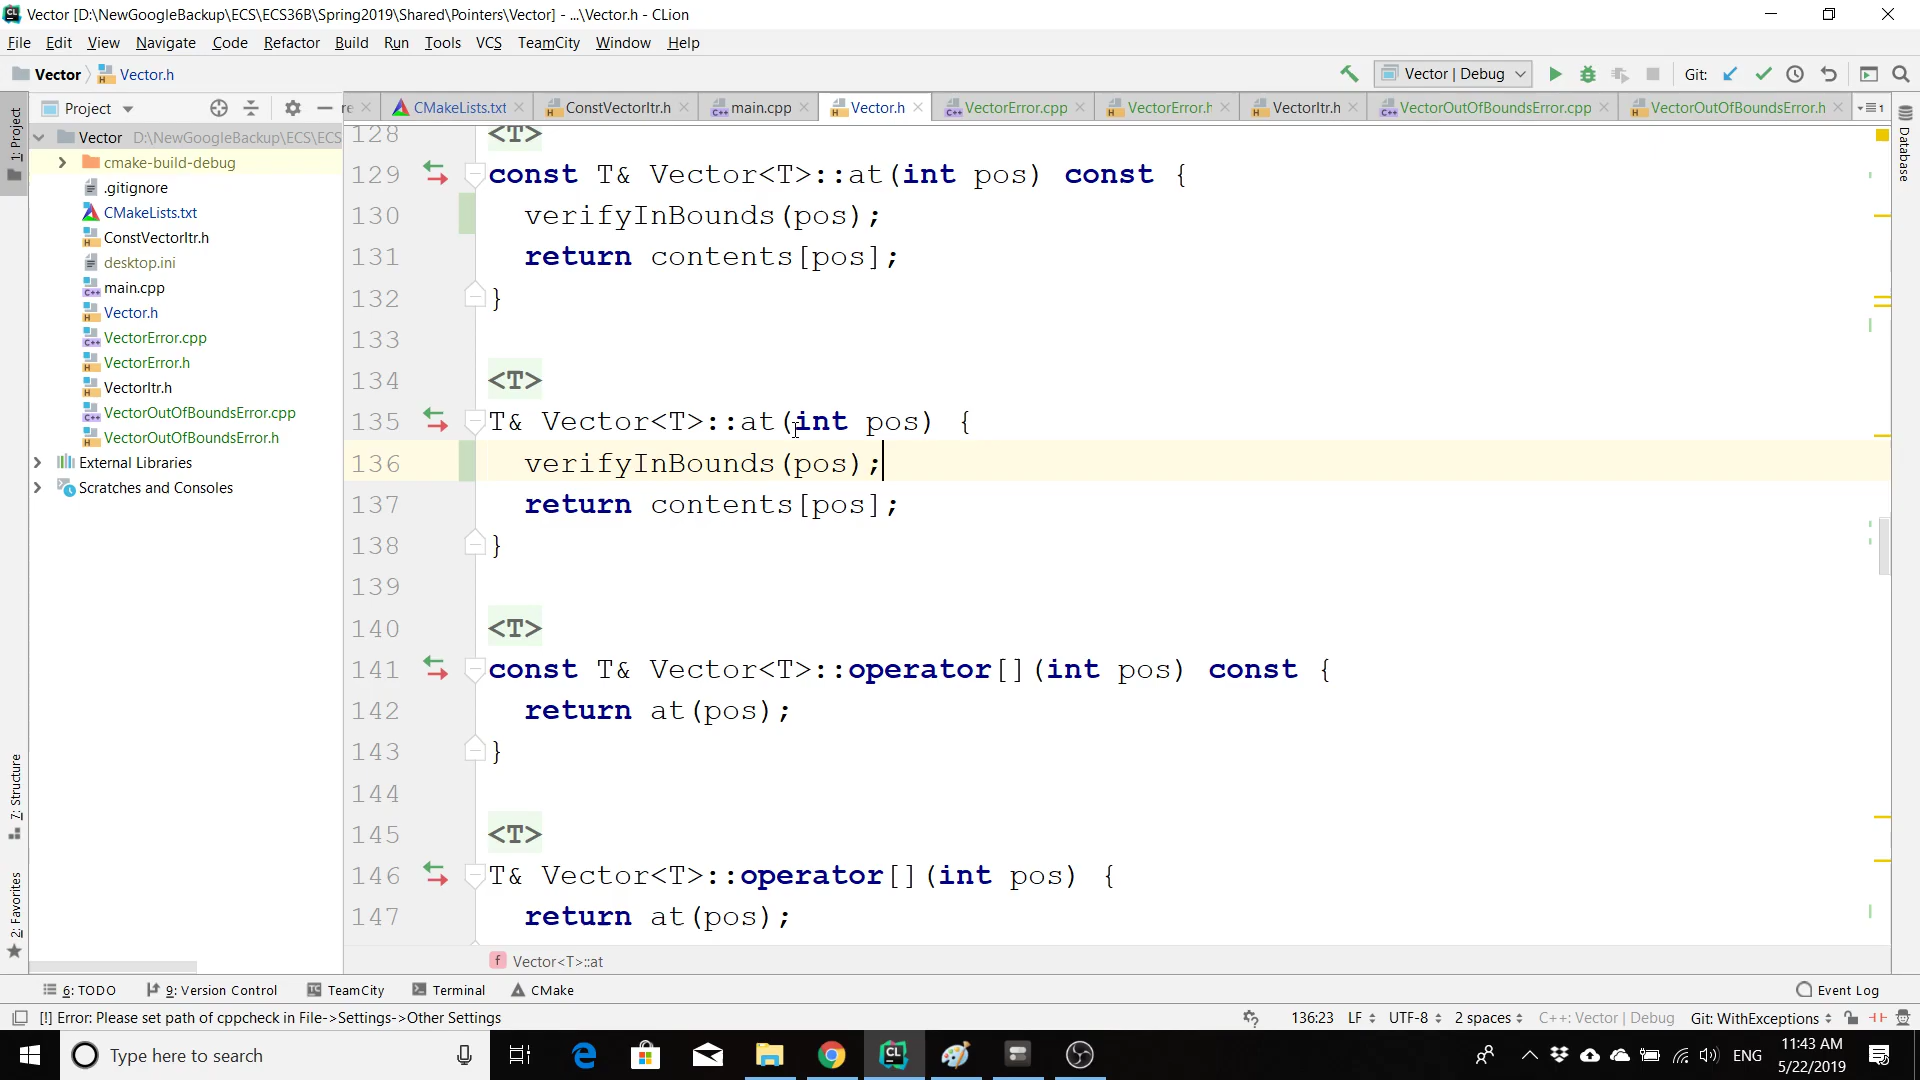 Vector [D:\NewGoogleBackup\ECS\ECS36B\Spring2019\Shared\Pointers\Vector] - ...\Vector.h - CLion
File Edit View Navigate Code Refactor Build Run Tools VCS TeamCity Window Help
Vector Vector.h Vector | Debug Git:
Project re CMakeLists.txt ConstVectorItr.h main.cpp Vector.h VectorError.cpp VectorError.h VectorItr.h VectorOutOfBoundsError.cpp VectorOutOfBoundsError.h 1
1: Project
7: Structure
2: Favorites
Database
Vector D:\NewGoogleBackup\ECS\ECS
cmake-build-debug
.gitignore
CMakeLists.txt
ConstVectorItr.h
desktop.ini
main.cpp
Vector.h
VectorError.cpp
VectorError.h
VectorItr.h
VectorOutOfBoundsError.cpp
VectorOutOfBoundsError.h
External Libraries
Scratches and Consoles
128 <T>
129 const T& Vector<T>::at(int pos) const {
130 verifyInBounds(pos);
131 return contents[pos];
132 }
133
134 <T>
135 T& Vector<T>::at(int pos) {
136 verifyInBounds(pos);
137 return contents[pos];
138 }
139
140 <T>
141 const T& Vector<T>::operator[](int pos) const {
142 return at(pos);
143 }
144
145 <T>
146 T& Vector<T>::operator[](int pos) {
147 return at(pos);
f Vector<T>::at
6: TODO 9: Version Control TeamCity Terminal CMake Event Log
[!] Error: Please set path of cppcheck in File->Settings->Other Settings 136:23 LF UTF-8 2 spaces C++: Vector | Debug Git: WithExceptions
Type here to search ENG 11:43 AM
5/22/2019